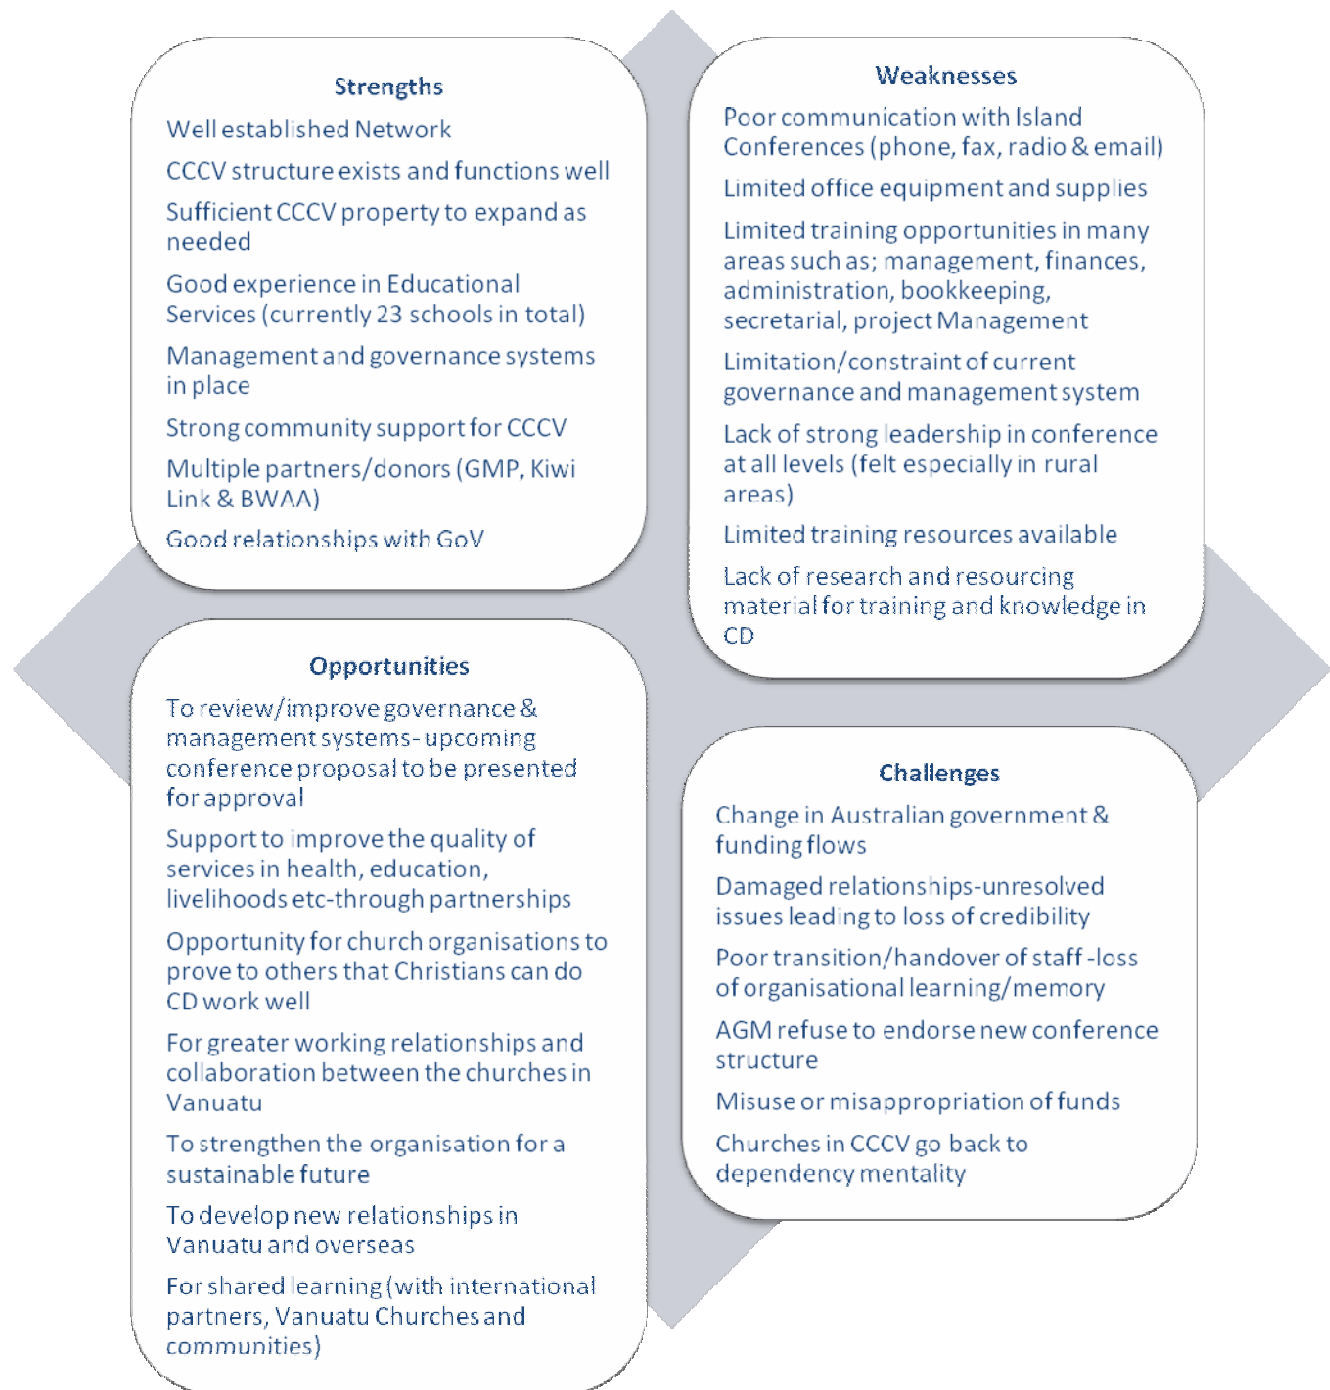 Strengths
Well established Network
CCCV structure exists and functions well
Sufficient CCCV property to expand as
needed
Good experience in Educational
Services (currently 23 schools in total)
Management and governance systems
in place
Strong community support for CCCV
Multiple partners/donors (GMP, Kiwi
Link & BWAA)
Good relationships with GoV
Weaknesses
Poor communication with Island
Conferences (phone, fax, radio & email)
Limited office equipment and supplies
Limited training opportunities in many
areas such as; management, finances,
administration, bookkeeping,
secretarial, project Management
Limitation/constraint of current
governance and management system
Lack of strong leadership in conference
at all levels (felt especially in rural
areas)
Limited training resources available
Lack of research and resourcing
material for training and knowledge in
CD
Opportunities
To review/improve governance &
management systems- upcoming
conference proposal to be presented
for approval
Support to improve the quality of
services in health, education,
livelihoods etc-through partnerships
Opportunity for church organisations to
prove to others that Christians can do
CD work well
For greater working relationships and
collaboration between the churches in
Vanuatu
To strengthen the organisation for a
sustainable future
To develop new relationships in
Vanuatu and overseas
For shared learning (with international
partners, Vanuatu Churches and
communities)
Challenges
Change in Australian government &
funding flows
Damaged relationships-unresolved
issues leading to loss of credibility
Poor transition/handover of staff -loss
of organisational learning/memory
AGM refuse to endorse new conference
structure
Misuse or misappropriation of funds
Churches in CCCV go back to
dependency mentality